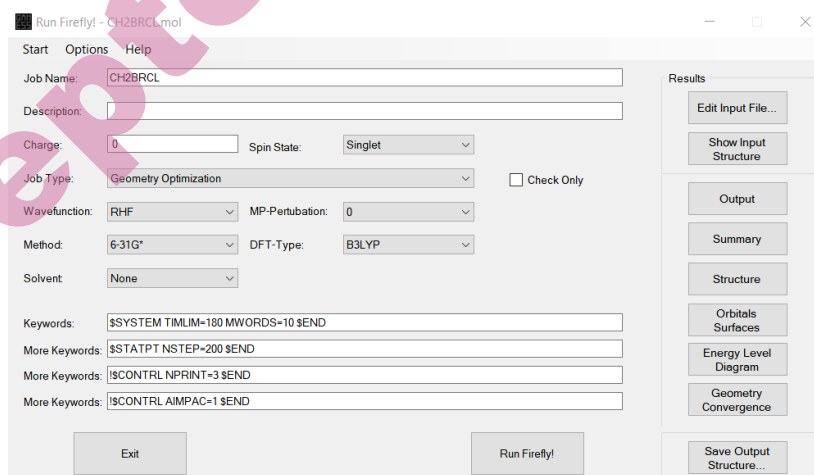 Run Firefly! - CH2BRCL.mol
Start Options Help
Job Name: CH2BRCL
Description:
Charge: 0 Spin State: Singlet
Job Type: Geometry Optimization Check Only
Wavefunction: RHF MP-Pertubation: 0
Method: 6-31G* DFT-Type: B3LYP
Solvent: None
Keywords: $SYSTEM TIMLIM=180 MWORDS=10 $END
More Keywords: $STATPT NSTEP=200 $END
More Keywords: !$CONTRL NPRINT=3 $END
More Keywords: !$CONTRL AIMPAC=1 $END
Exit
Run Firefly!
Results
Edit Input File...
Show Input
Structure
Output
Summary
Structure
Orbitals
Surfaces
Energy Level
Diagram
Geometry
Convergence
Save Output
Structure...